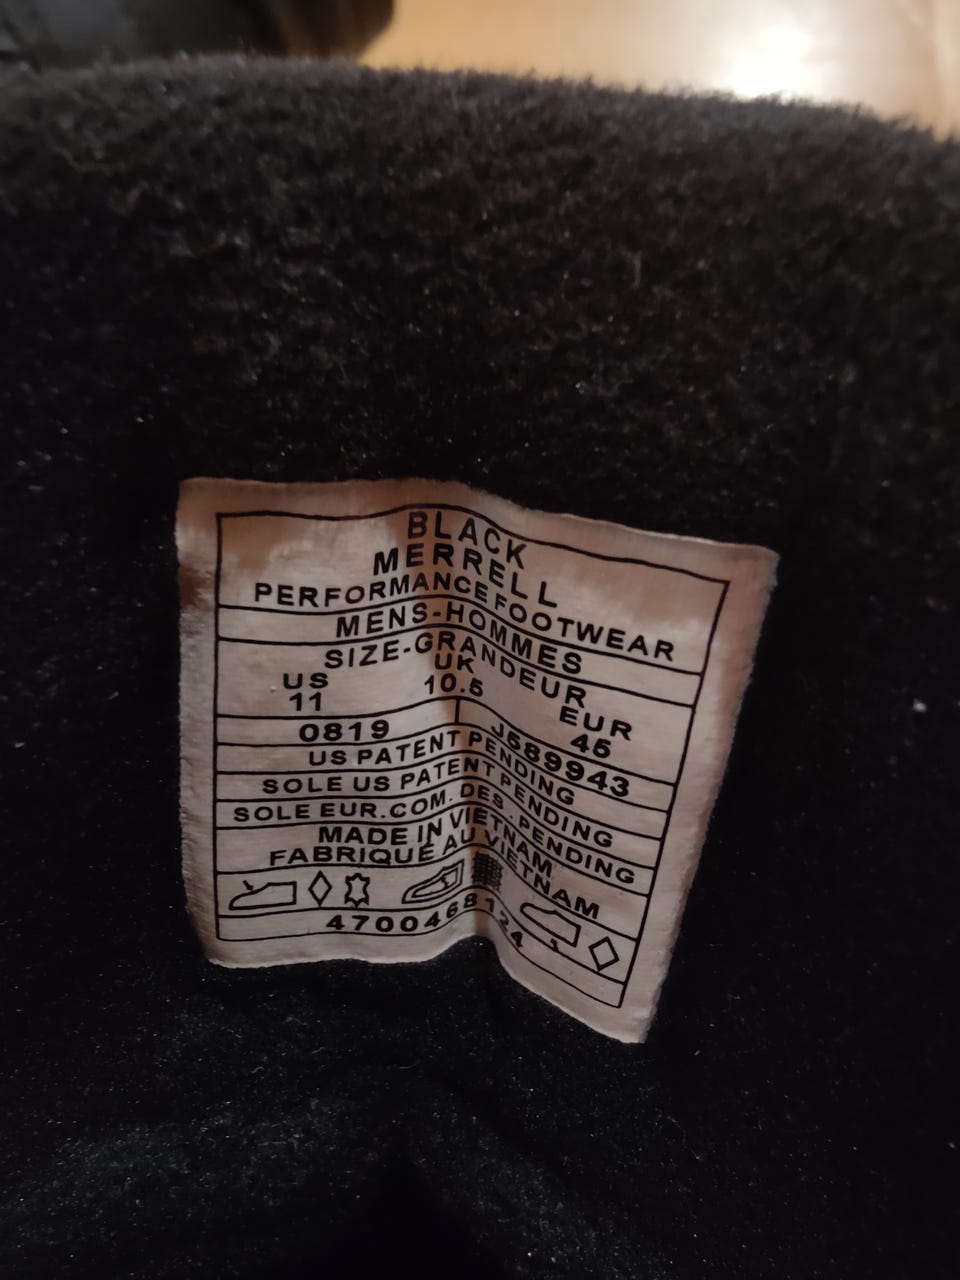 BLACK
MERRELL
PERFORMANCE FOOTWEAR
MENS-HOMMES
SIZE-GRANDEUR
US UK EUR
11 10.5 45
0819 J589943
US PATENT PENDING
SOLE US PATENT PENDING
SOLE EUR.COM. DES. PENDING
MADE IN VIETNAM
FABRIQUE AU VIETNAM
4700468124